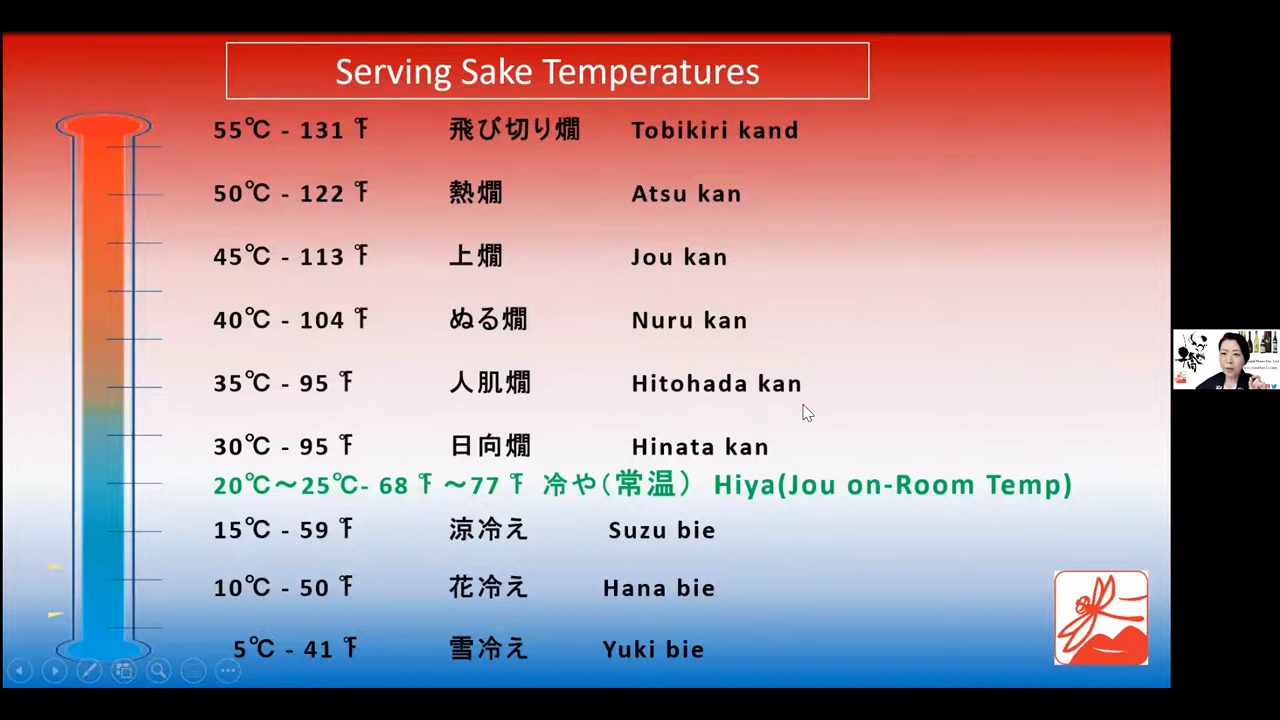 Serving Sake Temperatures
55℃ - 131 ℉ 飛び切り燗 Tobikiri kand
50℃ - 122 ℉ 熱燗 Atsu kan
45℃ - 113 ℉ 上燗 Jou kan
40℃ - 104 ℉ ぬる燗 Nuru kan
35℃ - 95 ℉ 人肌燗 Hitohada kan
30℃ - 95 ℉ 日向燗 Hinata kan
20℃～25℃- 68 ℉ ～77 ℉ 冷や(常温) Hiya(Jou on-Room Temp)
15℃ - 59 ℉ 涼冷え Suzu bie
10℃ - 50 ℉ 花冷え Hana bie
5℃ - 41 ℉ 雪冷え Yuki bie